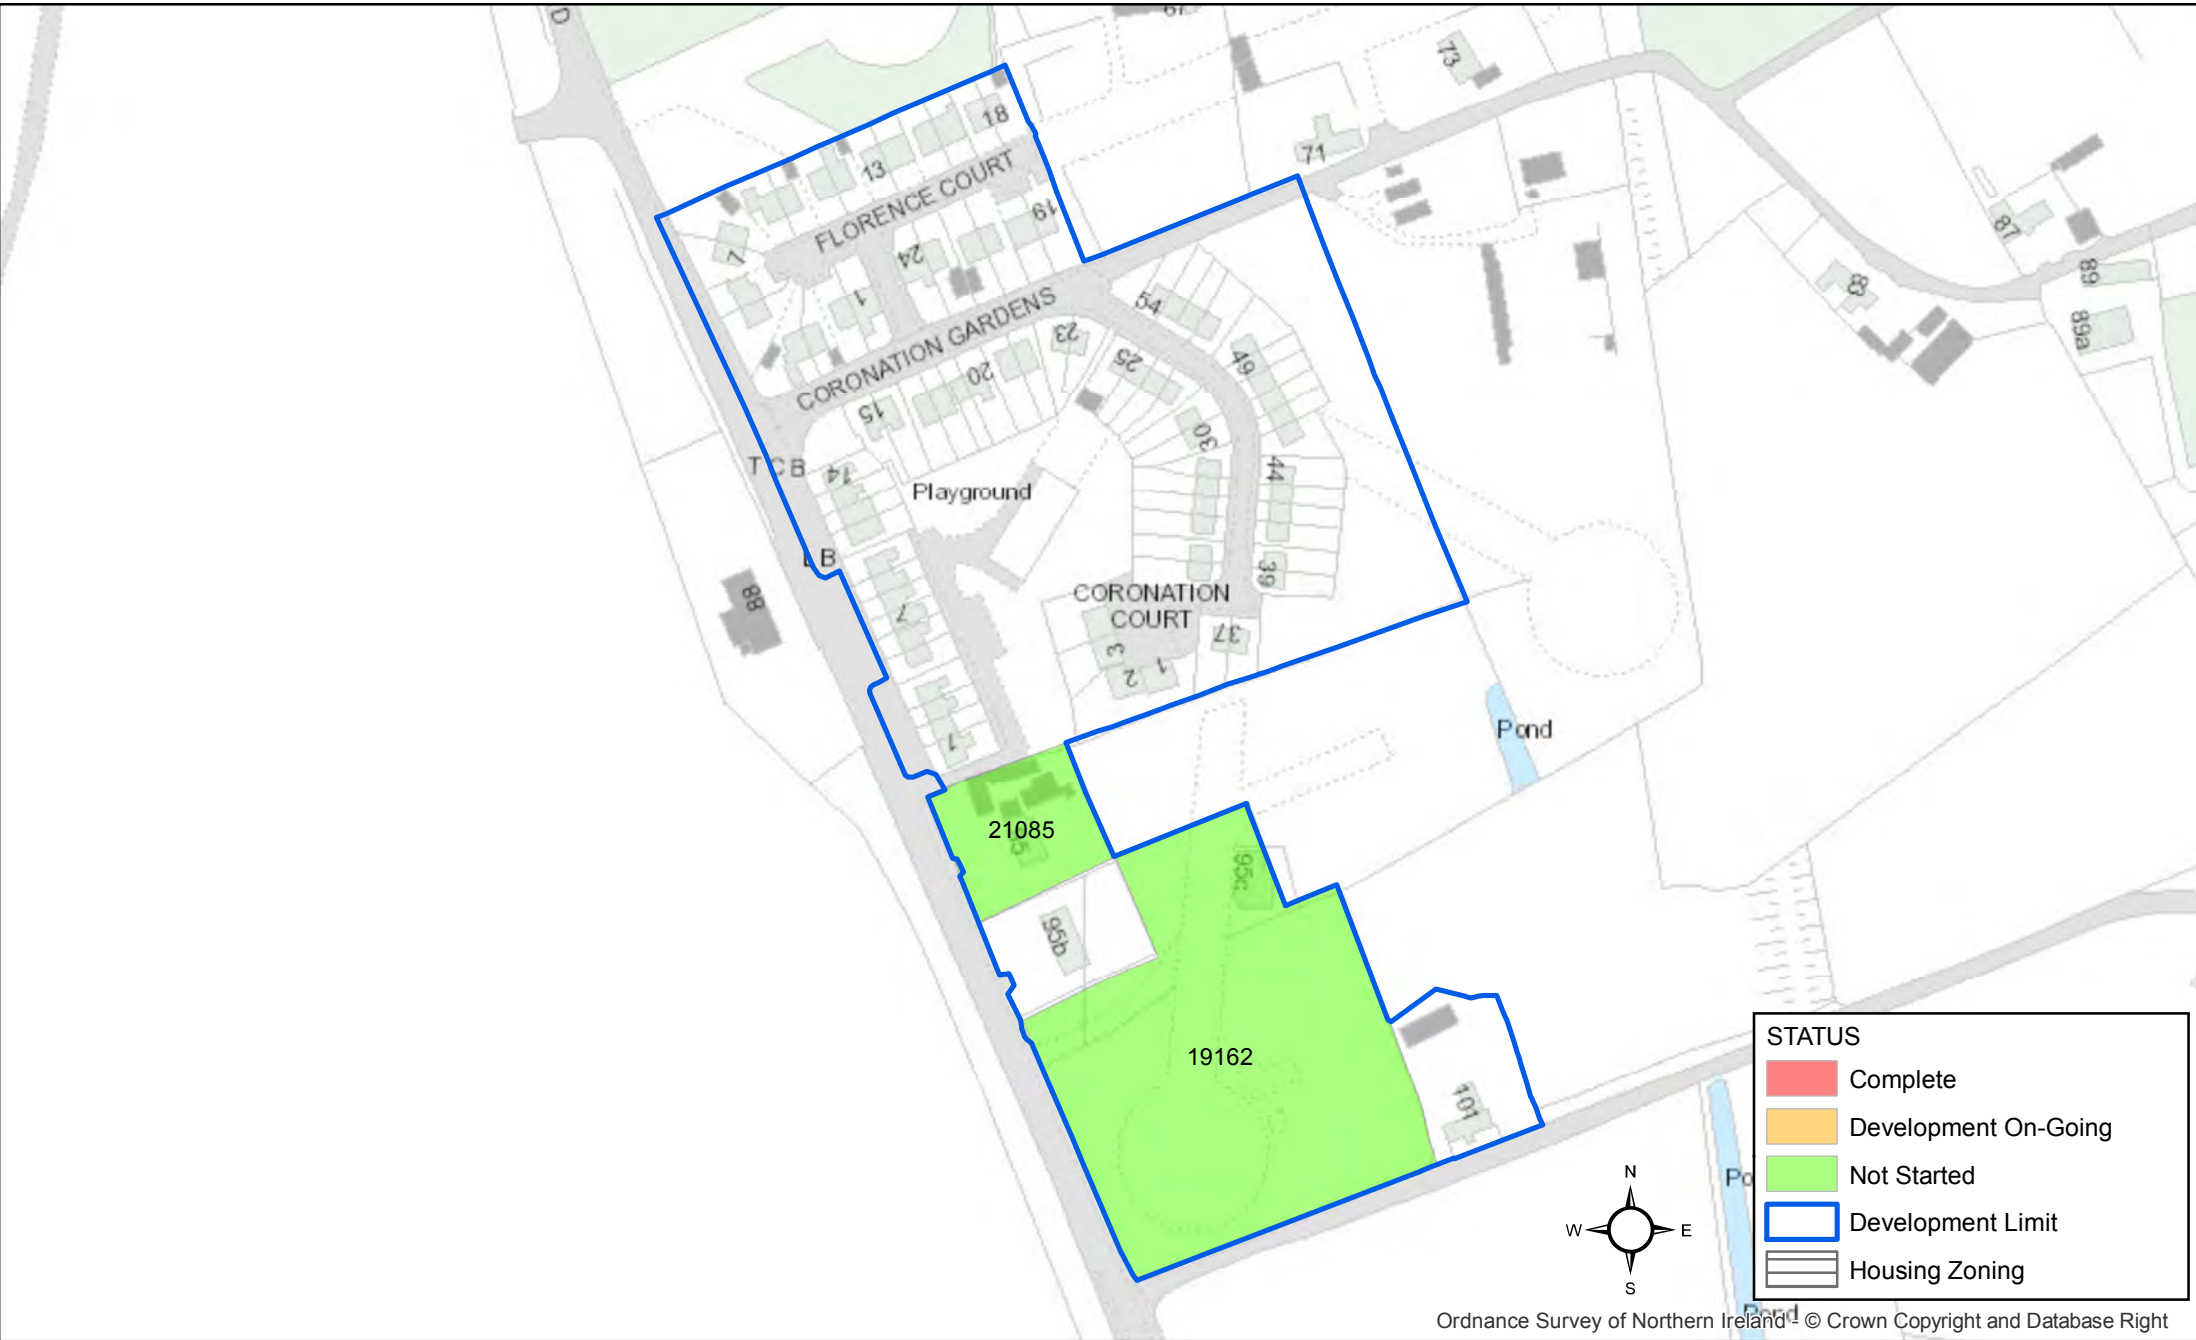 D
67
73
18
13
FLORENCE COURT
71
19
7
24
87
1
54
89
83
CORONATION GARDENS
23
89a
25
49
20
15
30
TCB
14
44
Playground
LB
39
88
CORONATION
COURT
7
37
3
1
2
Pond
1
21085
95c
95b
19162
101
STATUS
Complete
Development On-Going
Not Started
Development Limit
Housing Zoning
N
W
E
S
Pond
Ordnance Survey of Northern Ireland - © Crown Copyright and Database Right